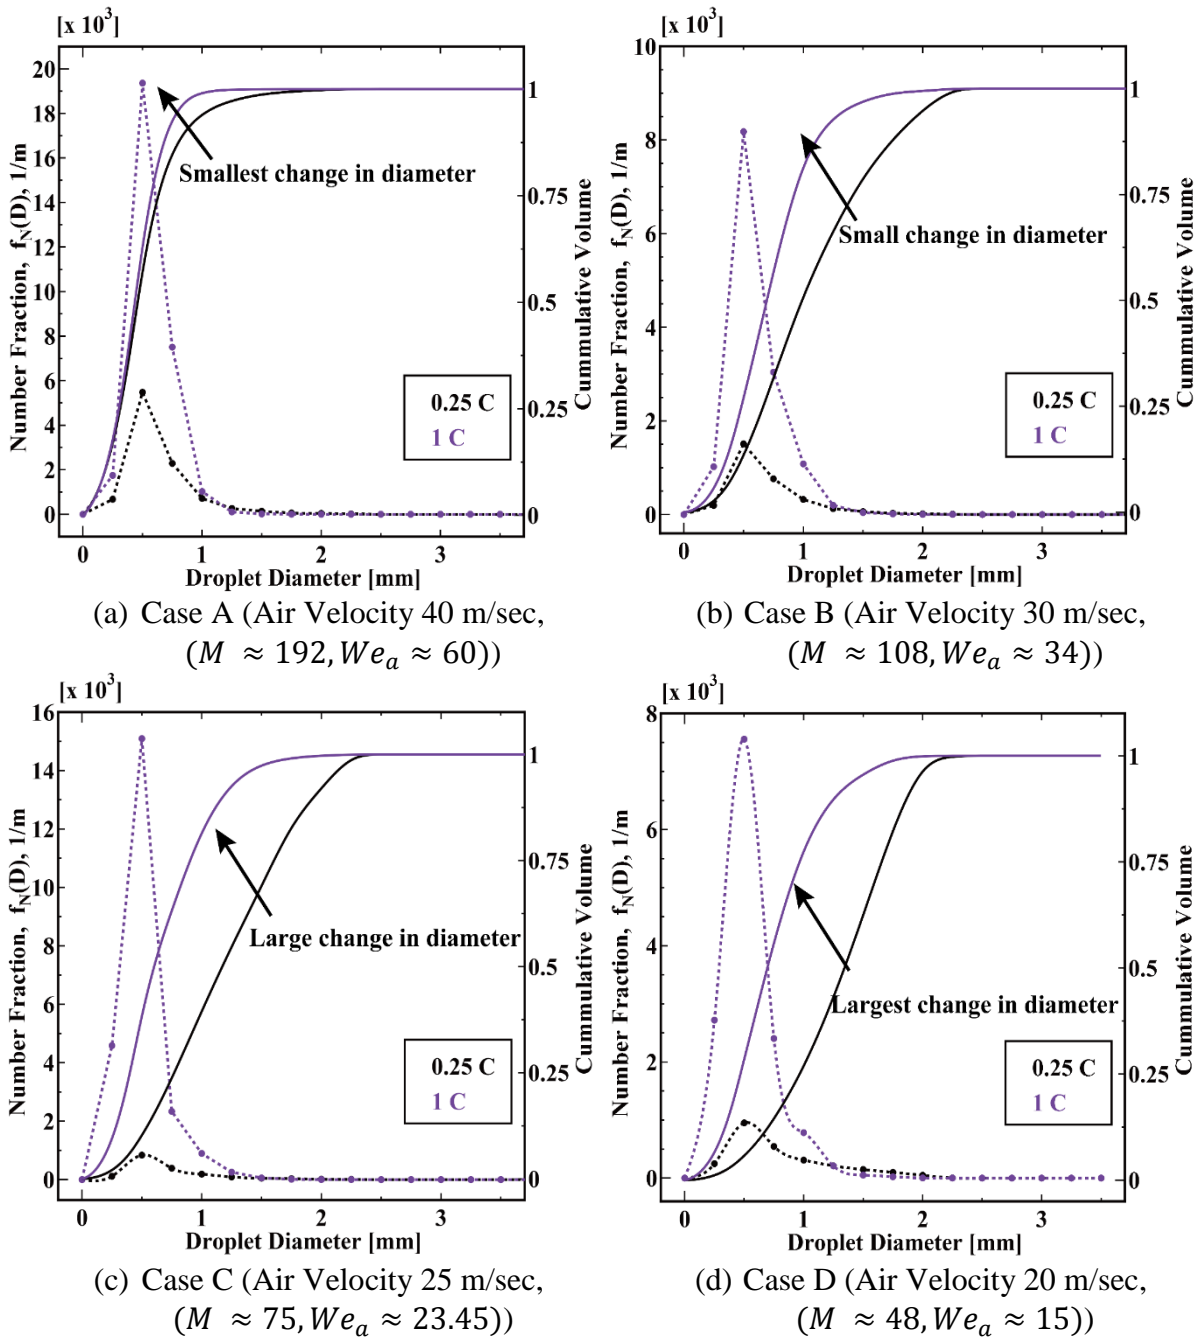 [x 10³]
20
18
16
14
12
10
8
6
4
2
0
Number Fraction, f_N(D), 1/m
Smallest change in diameter
0.25 C
1 C
1
0.75
0.5
0.25
0
Cummulative Volume
0 1 2 3
Droplet Diameter [mm]
(a) Case A (Air Velocity 40 m/sec,
(M ≈ 192, We_a ≈ 60))
[x 10³]
10
8
6
4
2
0
Number Fraction, f_N(D), 1/m
Small change in diameter
0.25 C
1 C
1
0.75
0.5
0.25
0
Cummulative Volume
0 1 2 3
Droplet Diameter [mm]
(b) Case B (Air Velocity 30 m/sec,
(M ≈ 108, We_a ≈ 34))
[x 10³]
16
14
12
10
8
6
4
2
0
Number Fraction, f_N(D), 1/m
Large change in diameter
0.25 C
1 C
1
0.75
0.5
0.25
0
Cummulative Volume
0 1 2 3
Droplet Diameter [mm]
(c) Case C (Air Velocity 25 m/sec,
(M ≈ 75, We_a ≈ 23.45))
[x 10³]
8
6
4
2
0
Number Fraction, f_N(D), 1/m
Largest change in diameter
0.25 C
1 C
1
0.75
0.5
0.25
0
Cummulative Volume
0 1 2 3
Droplet Diameter [mm]
(d) Case D (Air Velocity 20 m/sec,
(M ≈ 48, We_a ≈ 15))